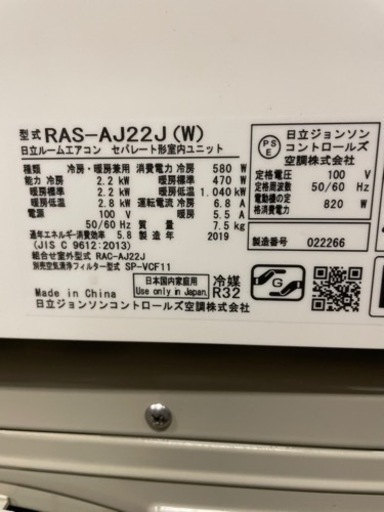 型式 RAS-AJ22J(W)
日立ルームエアコン セパレート形室内ユニット
種類 冷房・暖房兼用 消費電力 冷房 580 W
能力 冷房 2.2 kW 暖房標準 470 W
暖房標準 2.2 kW 暖房低温 1.040 kW
暖房低温 2.8 kW 運転電流 冷房 6.8 A
電源 100 V 暖房 5.5 A
50/60 Hz 質量 7.5 kg
通年エネルギー消費効率 5.8 製造年 2019
(JIS C 9612:2013)
組合せ室外型式 RAC-AJ22J
別売空気清浄フィルター型式 SP-VCF11
Made in China
日本国内家庭用
Use only in Japan
冷媒
R32
日立ジョンソンコントロールズ空調株式会社
PSE
日立ジョンソン
コントロールズ
空調株式会社
定格電圧 100 V
定格周波数 50/60 Hz
電動機の定
格消費電力 820 W
製造番号 022266
G